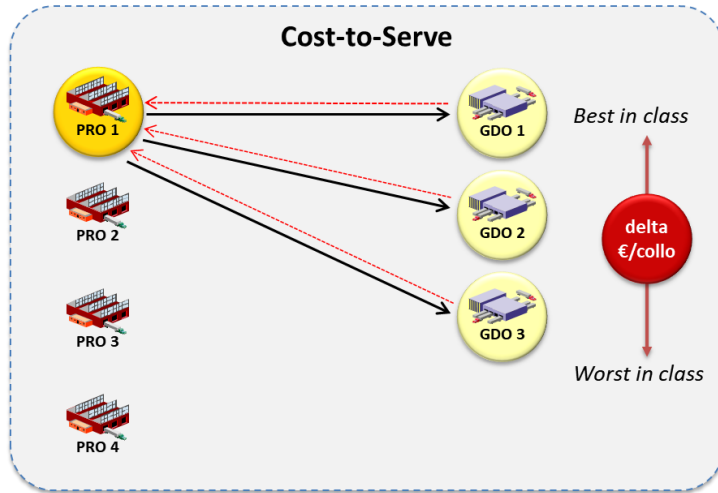 Cost-to-Serve
PRO 1
GDO 1
Best in class
PRO 2
GDO 2
delta
€/collo
PRO 3
GDO 3
Worst in class
PRO 4